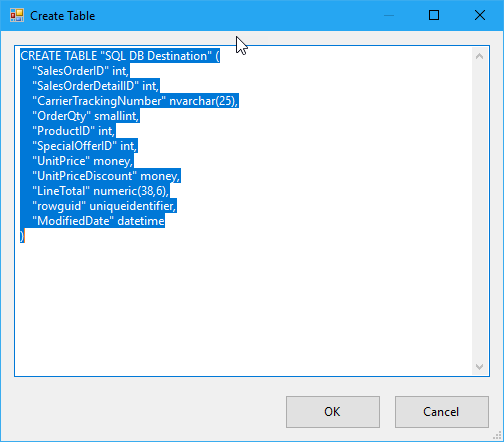 Create Table
CREATE TABLE "SQL DB Destination" (
"SalesOrderID" int,
"SalesOrderDetailID" int,
"CarrierTrackingNumber" nvarchar(25),
"OrderQty" smallint,
"ProductID" int,
"SpecialOfferID" int,
"UnitPrice" money,
"UnitPriceDiscount" money,
"LineTotal" numeric(38,6),
"rowguid" uniqueidentifier,
"ModifiedDate" datetime
)
OK Cancel